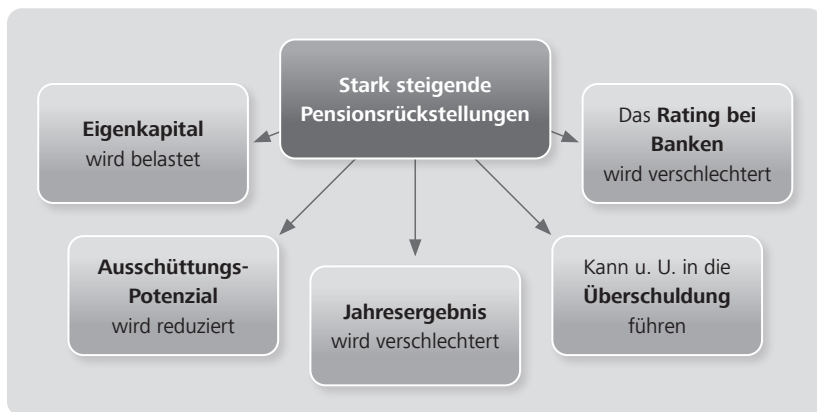 Stark steigende
Pensionsrückstellungen
Eigenkapital
wird belastet
Das Rating bei
Banken
wird verschlechtert
Ausschüttungs-
Potenzial
wird reduziert
Jahresergebnis
wird verschlechtert
Kann u. U. in die
Überschuldung
führen